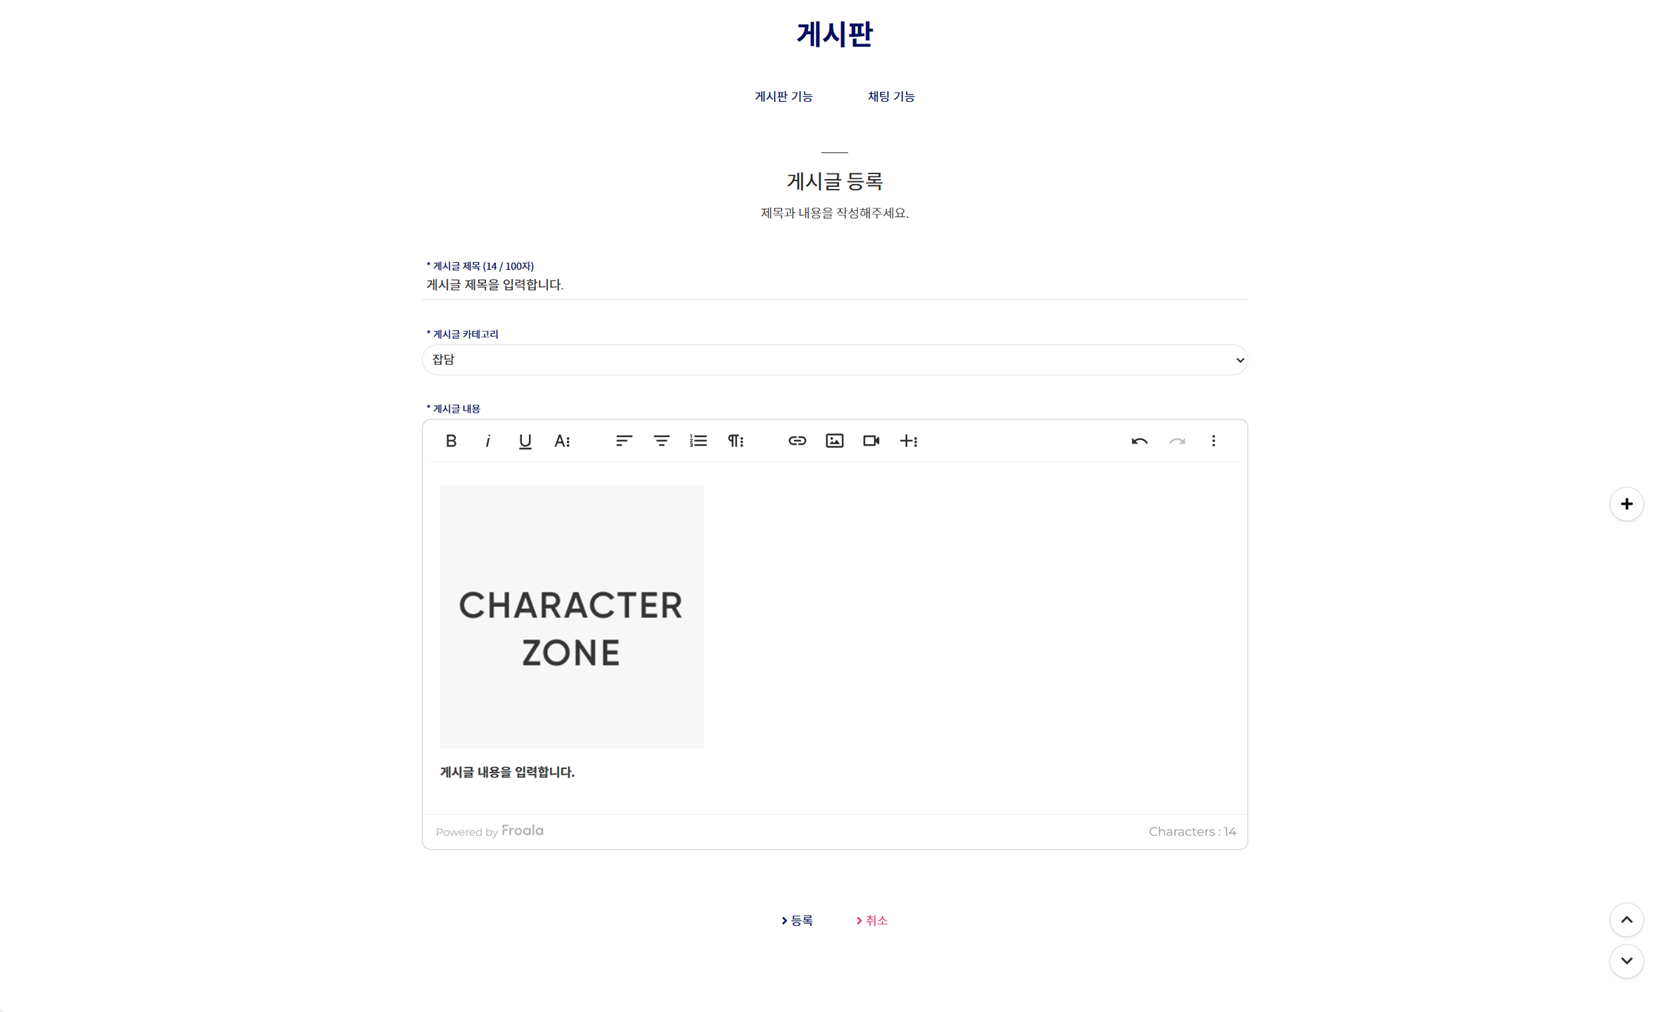 게시판
게시판 기능 채팅 기능
게시글 등록
제목과 내용을 작성해주세요.
* 게시글 제목 (14 / 100자)
게시글 제목을 입력합니다.
* 게시글 카테고리
잡담
* 게시글 내용
CHARACTER
ZONE
게시글 내용을 입력합니다.
Powered by Froala
Characters : 14
등록 취소